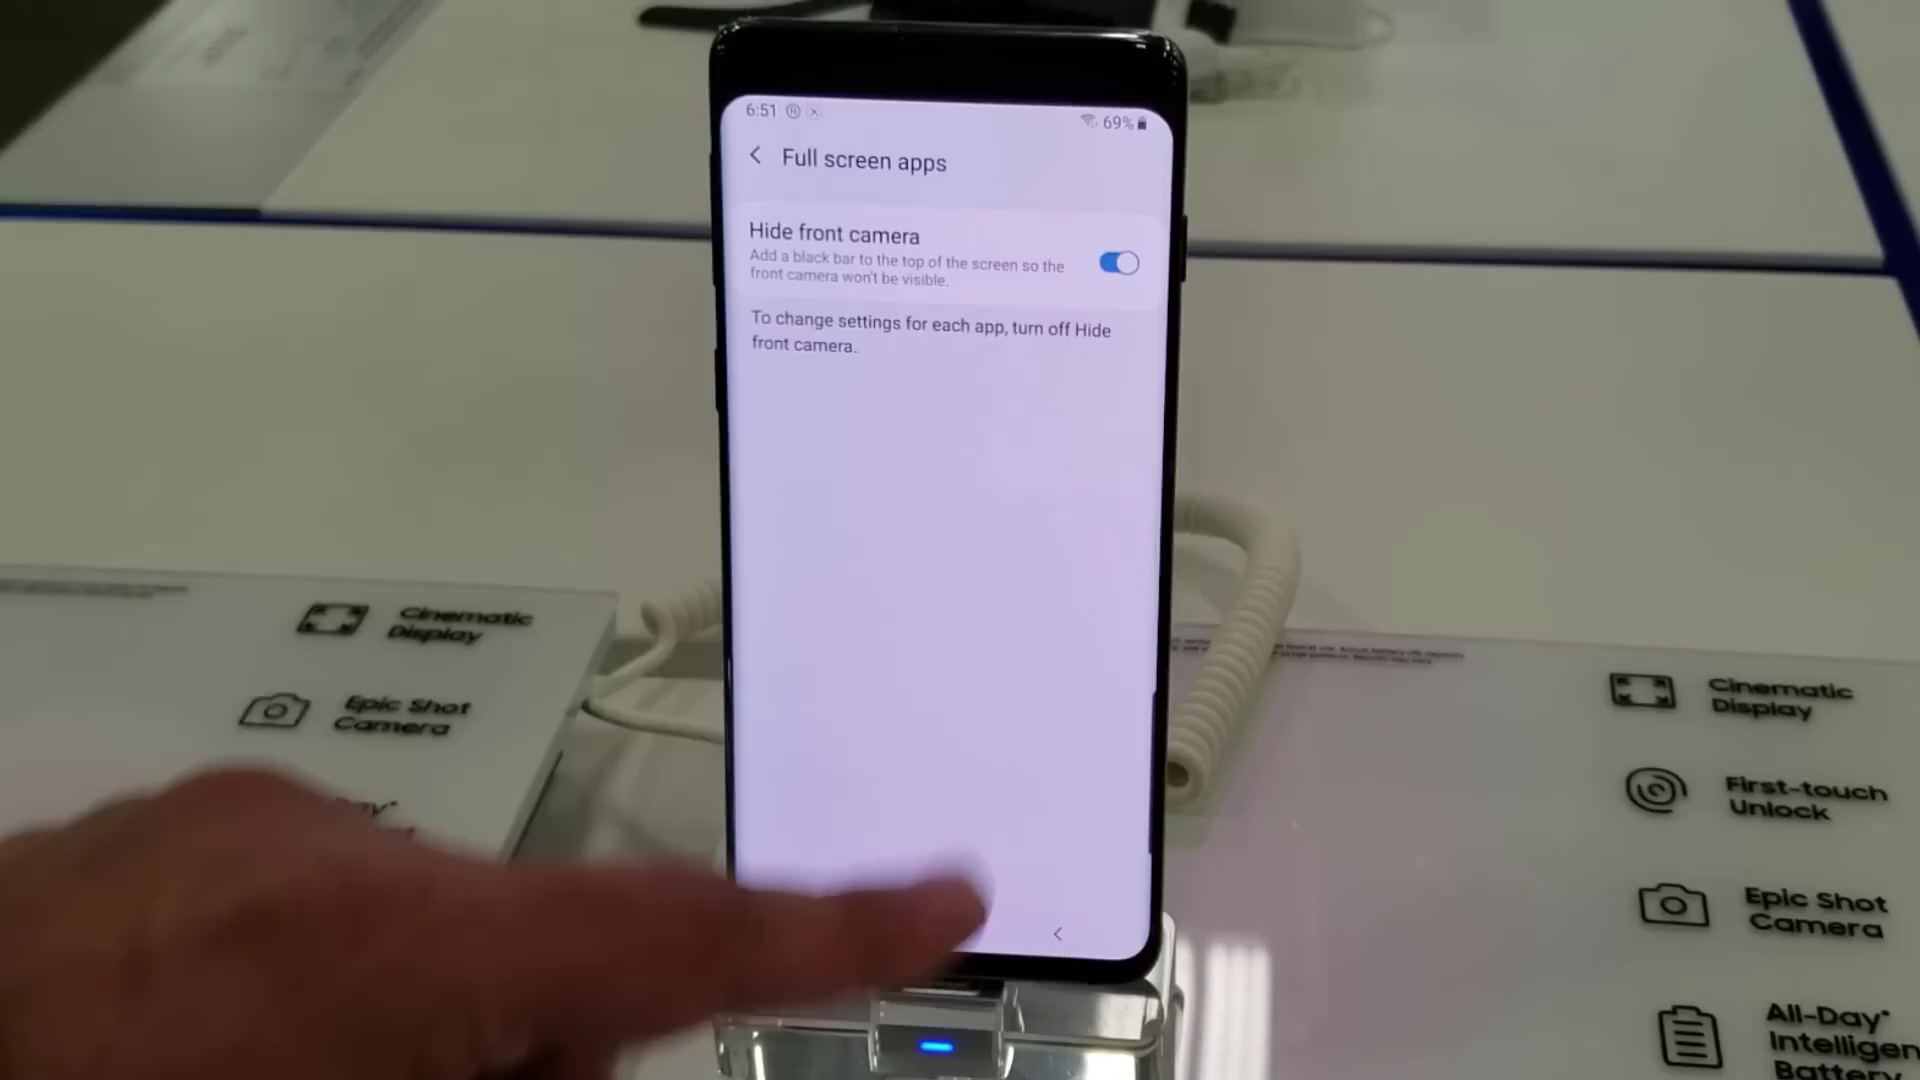 6:51
69%
Full screen apps
Hide front camera
Add a black bar to the top of the screen so the
front camera won't be visible.
To change settings for each app, turn off Hide
front camera.
Cinematic
Display
Epic Shot
Camera
Cinematic
Display
First-touch
Unlock
Epic Shot
Camera
All-Day*
Intelligen
Battery